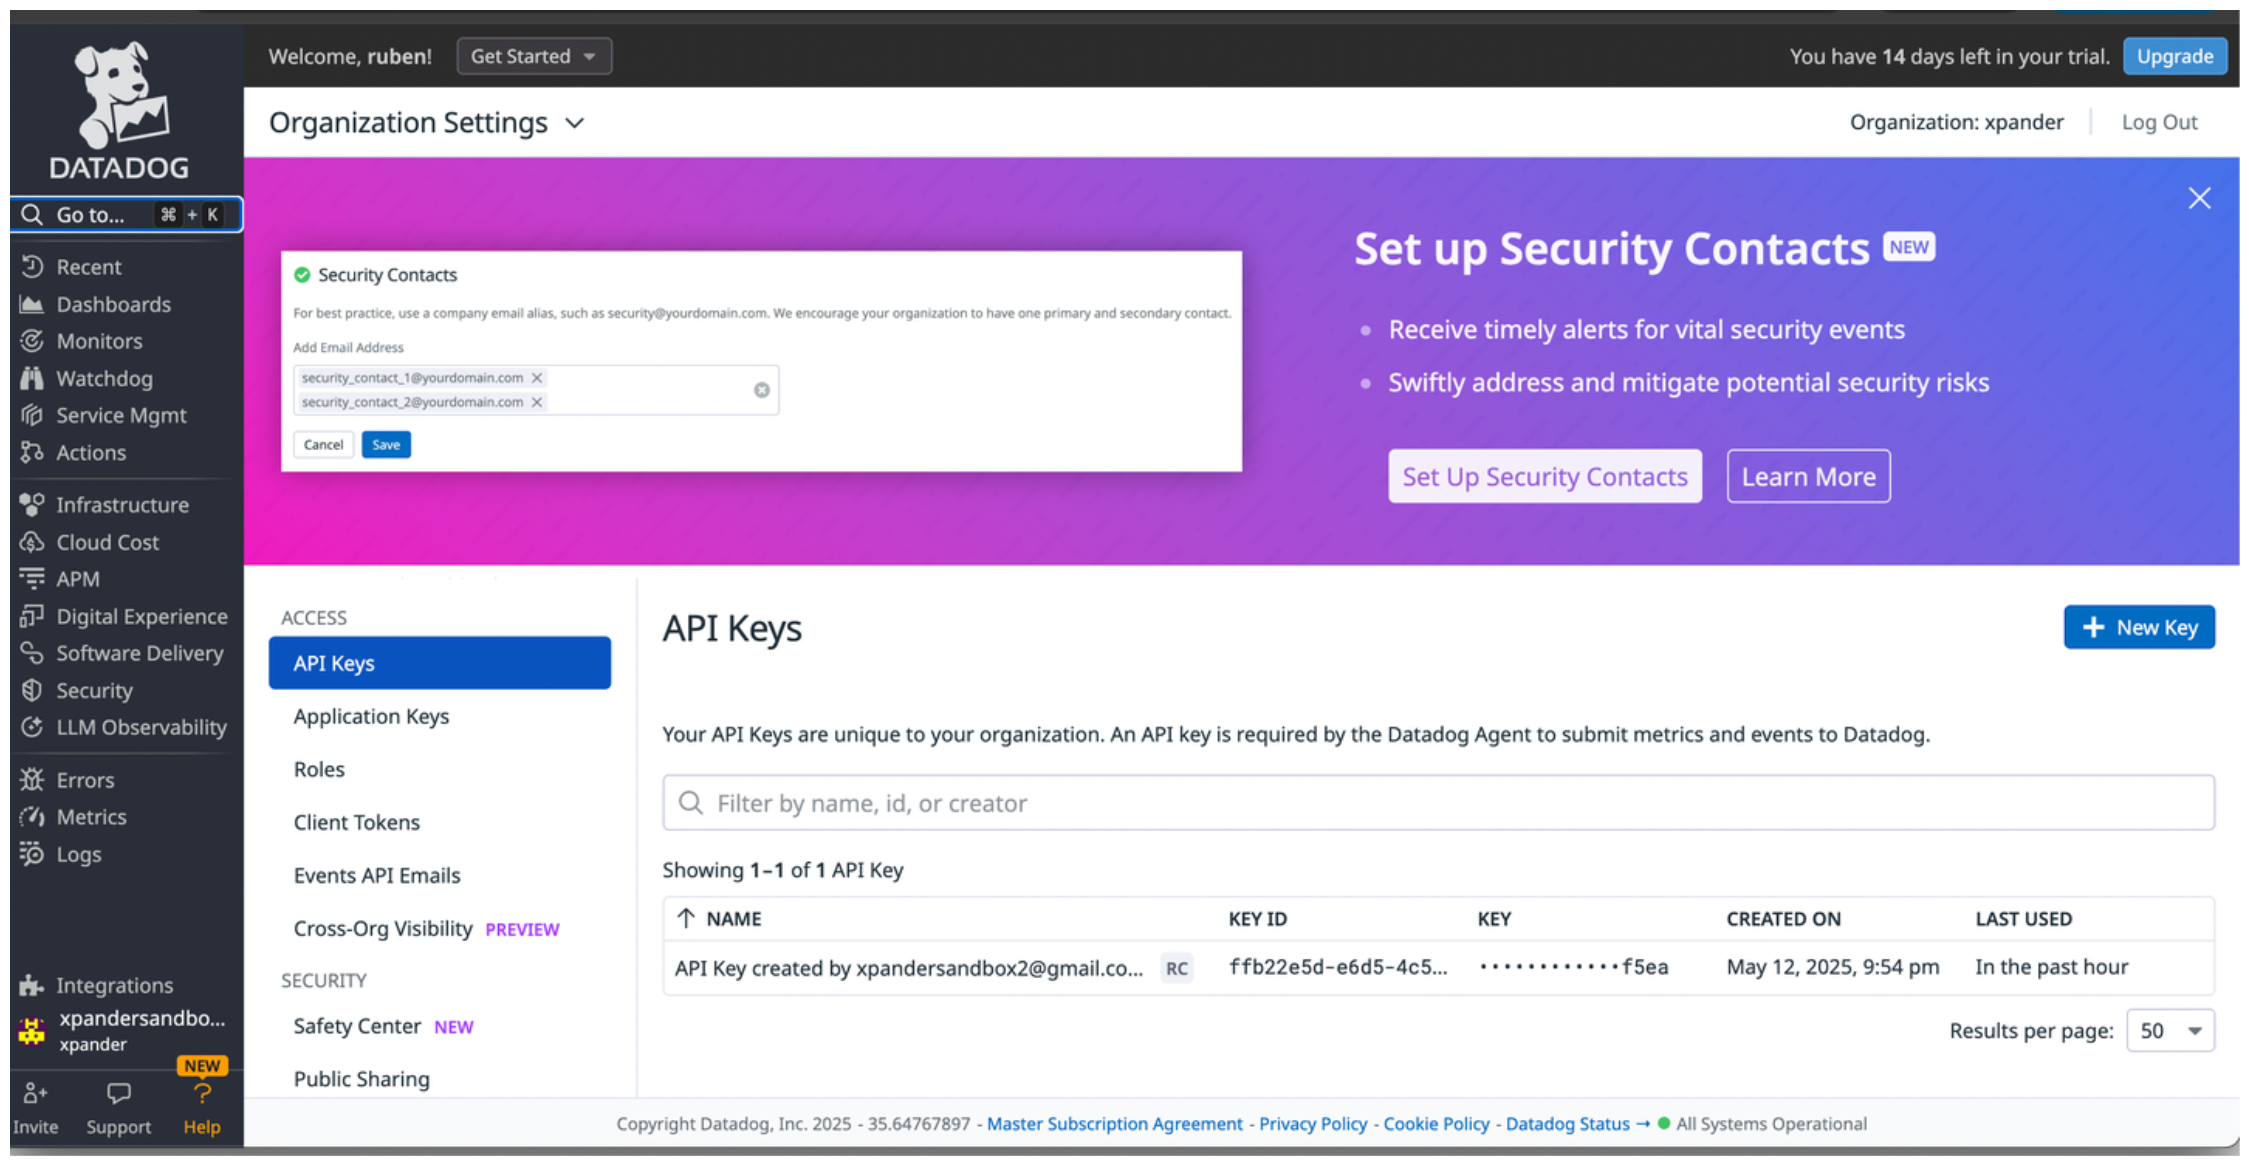 Welcome, ruben!
Get Started
You have 14 days left in your trial.
Upgrade
DATADOG
Go to...
⌘ + K
Recent
Dashboards
Monitors
Watchdog
Service Mgmt
Actions
Infrastructure
Cloud Cost
APM
Digital Experience
Software Delivery
Security
LLM Observability
Errors
Metrics
Logs
Integrations
xpandersandbo...
xpander
NEW
Invite
Support
Help
Organization Settings
Organization: xpander
Log Out
Security Contacts
For best practice, use a company email alias, such as security@yourdomain.com. We encourage your organization to have one primary and secondary contact.
Add Email Address
security_contact_1@yourdomain.com
security_contact_2@yourdomain.com
Cancel
Save
Set up Security Contacts NEW
Receive timely alerts for vital security events
Swiftly address and mitigate potential security risks
Set Up Security Contacts
Learn More
ACCESS
API Keys
Application Keys
Roles
Client Tokens
Events API Emails
Cross-Org Visibility PREVIEW
SECURITY
Safety Center NEW
Public Sharing
API Keys
+ New Key
Your API Keys are unique to your organization. An API key is required by the Datadog Agent to submit metrics and events to Datadog.
Filter by name, id, or creator
Showing 1–1 of 1 API Key
NAME KEY ID KEY CREATED ON LAST USED
API Key created by xpandersandbox2@gmail.co... RC ffb22e5d-e6d5-4c5... ············f5ea May 12, 2025, 9:54 pm In the past hour
Results per page: 50
Copyright Datadog, Inc. 2025 - 35.64767897 - Master Subscription Agreement - Privacy Policy - Cookie Policy - Datadog Status → All Systems Operational